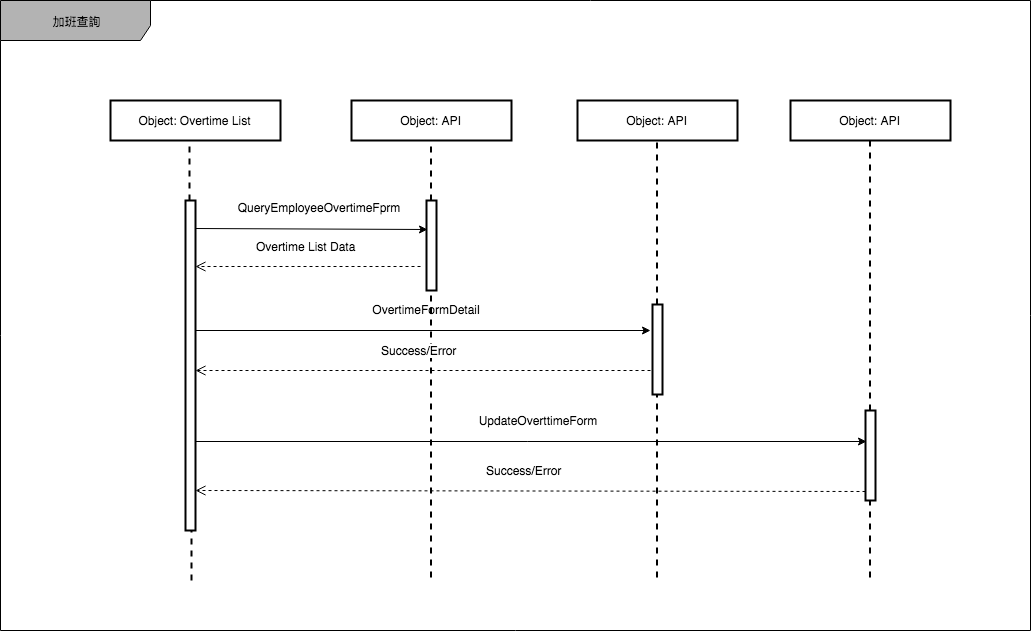 加班查詢
Object: Overtime List
Object: API
Object: API
Object: API
QueryEmployeeOvertimeFprm
Overtime List Data
OvertimeFormDetail
Success/Error
UpdateOverttimeForm
Success/Error